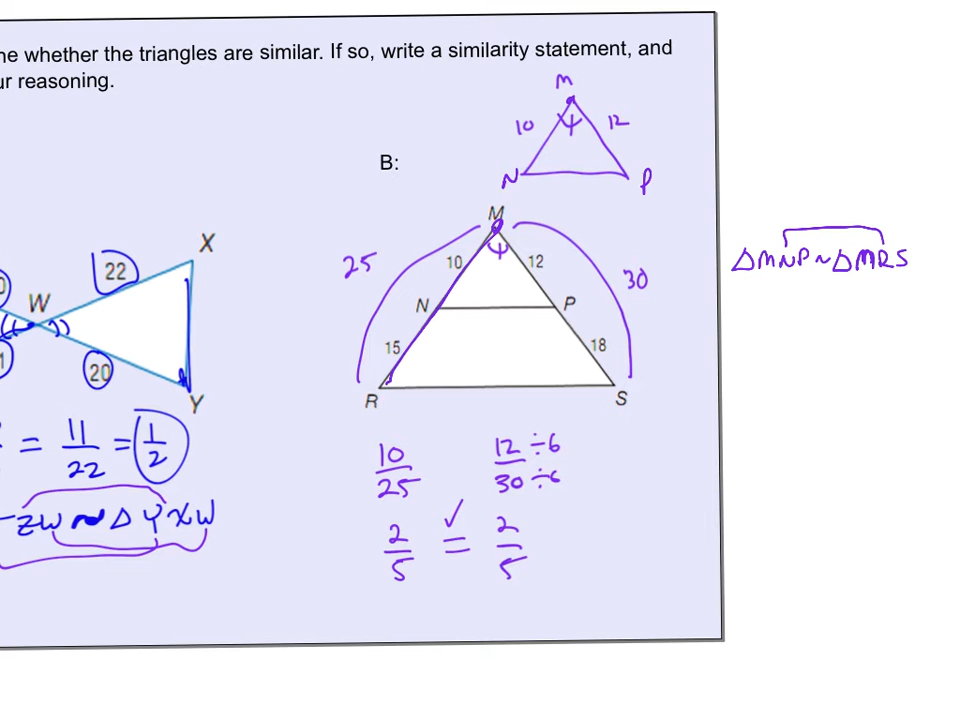 ne whether the triangles are similar. If so, write a similarity statement, and
ur reasoning.
M
10
12
B:
N
P
M
X
25
10
12
30
22
W
N
P
ΔMNP~ΔMRS
15
18
20
R
S
Y
= 11/22 = 1/2
10/25 12÷6/30÷6
ZW ~ Δ YXW
2/5 ✓= 2/5